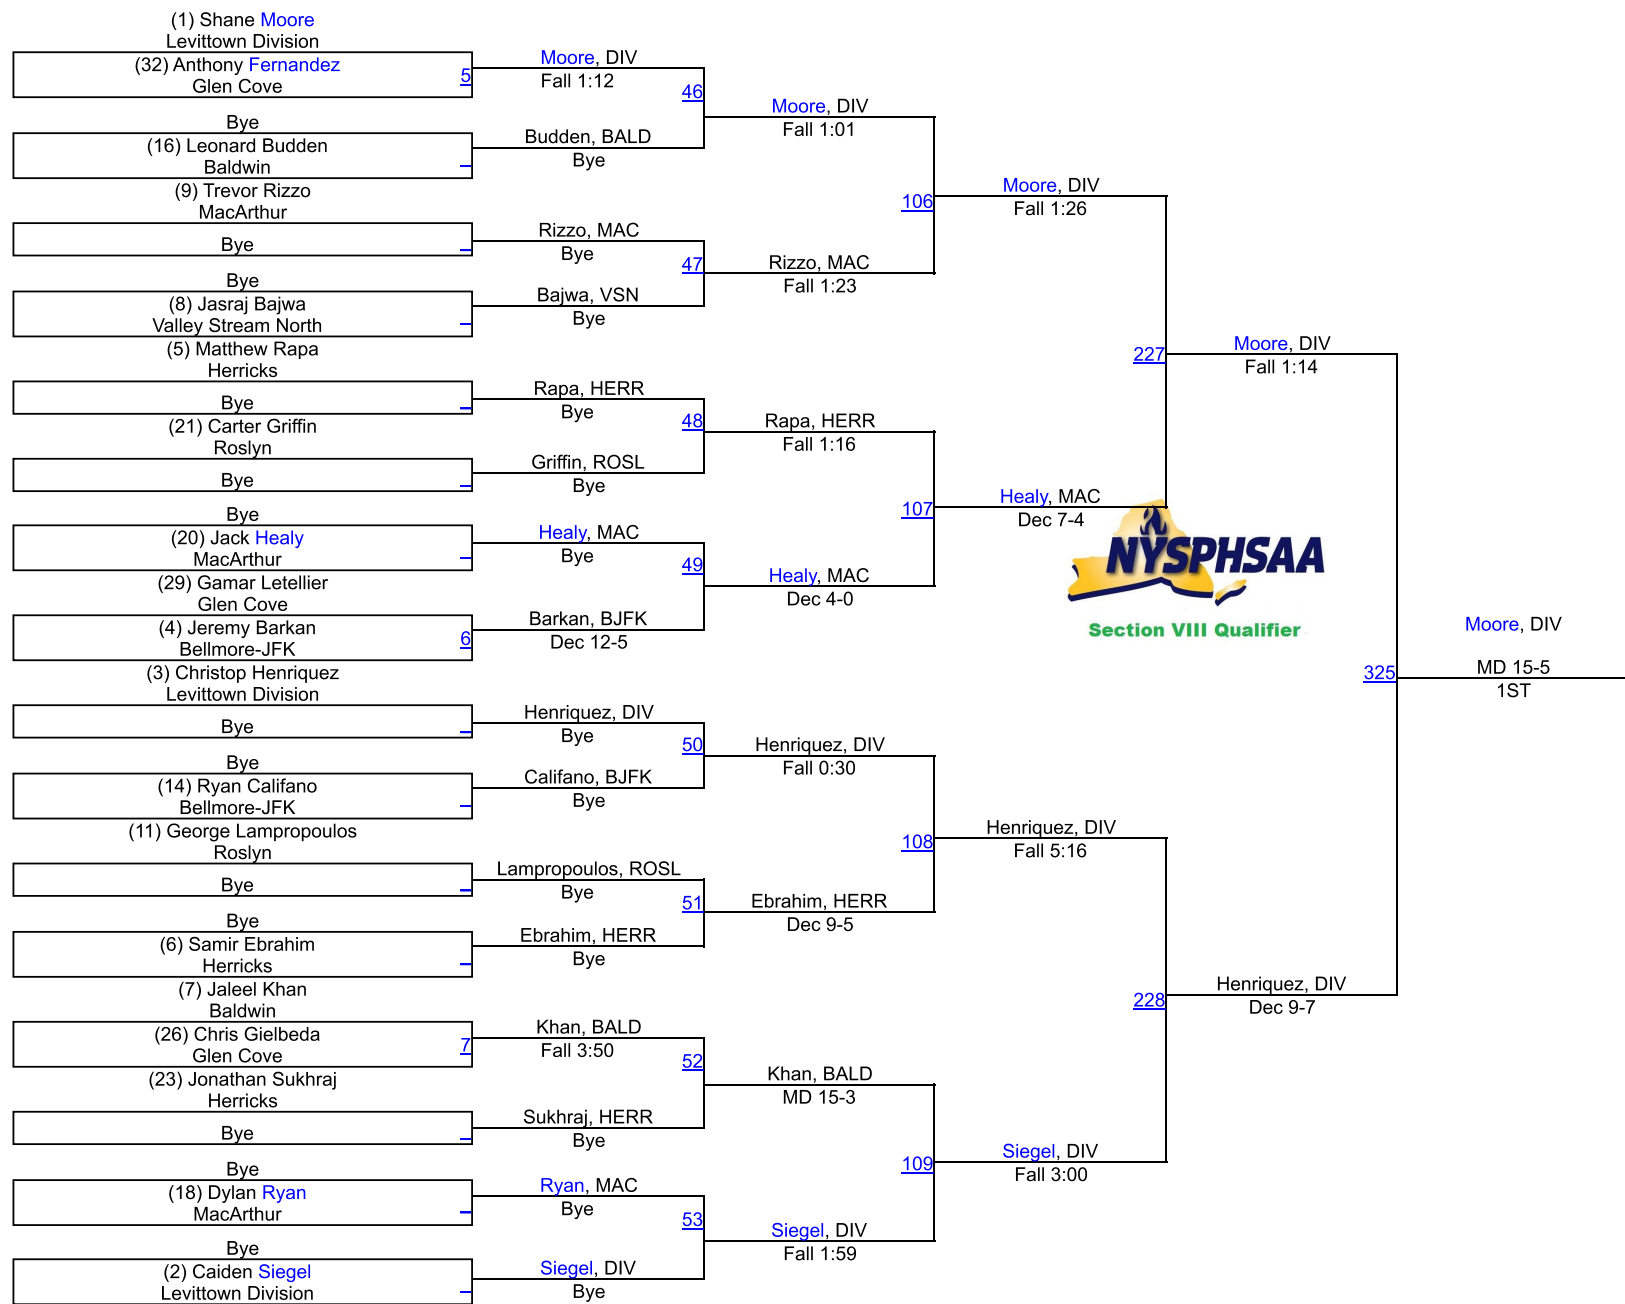 (1) Shane Moore
Levittown Division
(32) Anthony Fernandez
Glen Cove
5
Bye
(16) Leonard Budden
Baldwin
(9) Trevor Rizzo
MacArthur
Bye
Bye
(8) Jasraj Bajwa
Valley Stream North
(5) Matthew Rapa
Herricks
Bye
(21) Carter Griffin
Roslyn
Bye
Bye
(20) Jack Healy
MacArthur
(29) Gamar Letellier
Glen Cove
(4) Jeremy Barkan
Bellmore-JFK
6
(3) Christop Henriquez
Levittown Division
Bye
Bye
(14) Ryan Califano
Bellmore-JFK
(11) George Lampropoulos
Roslyn
Bye
Bye
(6) Samir Ebrahim
Herricks
(7) Jaleel Khan
Baldwin
(26) Chris Gielbeda
Glen Cove
7
(23) Jonathan Sukhraj
Herricks
Bye
Bye
(18) Dylan Ryan
MacArthur
Bye
(2) Caiden Siegel
Levittown Division
Moore, DIV
Fall 1:12
46
Budden, BALD
Bye
Rizzo, MAC
Bye
47
Bajwa, VSN
Bye
Rapa, HERR
Bye
48
Griffin, ROSL
Bye
Healy, MAC
Bye
49
Barkan, BJFK
Dec 12-5
Henriquez, DIV
Bye
50
Califano, BJFK
Bye
Lampropoulos, ROSL
Bye
51
Ebrahim, HERR
Bye
Khan, BALD
Fall 3:50
52
Sukhraj, HERR
Bye
Ryan, MAC
Bye
53
Siegel, DIV
Bye
Moore, DIV
Fall 1:01
106
Rizzo, MAC
Fall 1:23
Rapa, HERR
Fall 1:16
107
Healy, MAC
Dec 4-0
Henriquez, DIV
Fall 0:30
108
Ebrahim, HERR
Dec 9-5
Khan, BALD
MD 15-3
109
Siegel, DIV
Fall 1:59
Moore, DIV
Fall 1:26
227
Healy, MAC
Dec 7-4
Henriquez, DIV
Fall 5:16
228
Siegel, DIV
Fall 3:00
Moore, DIV
Fall 1:14
NYSPHSAA
Section VIII Qualifier
325
Henriquez, DIV
Dec 9-7
Moore, DIV
MD 15-5
1ST